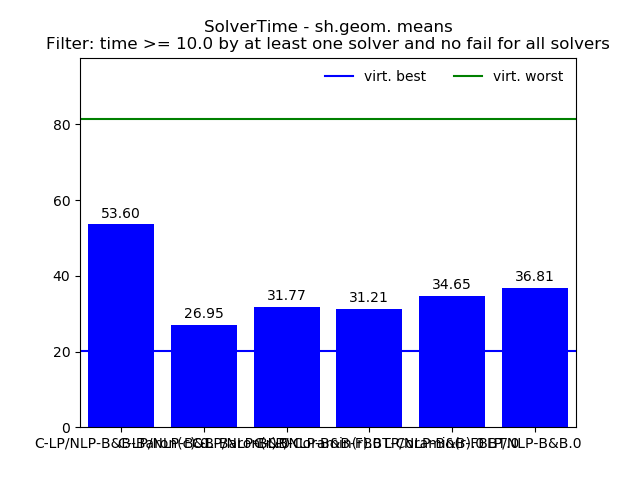 SolverTime - sh.geom. means
Filter: time >= 10.0 by at least one solver and no fail for all solvers
virt. best virt. worst
80
60
40
20
0
53.60
26.95
31.77
31.21
34.65
36.81
C-LP/NLP-B&B-B
LP/NLP-B&B.0